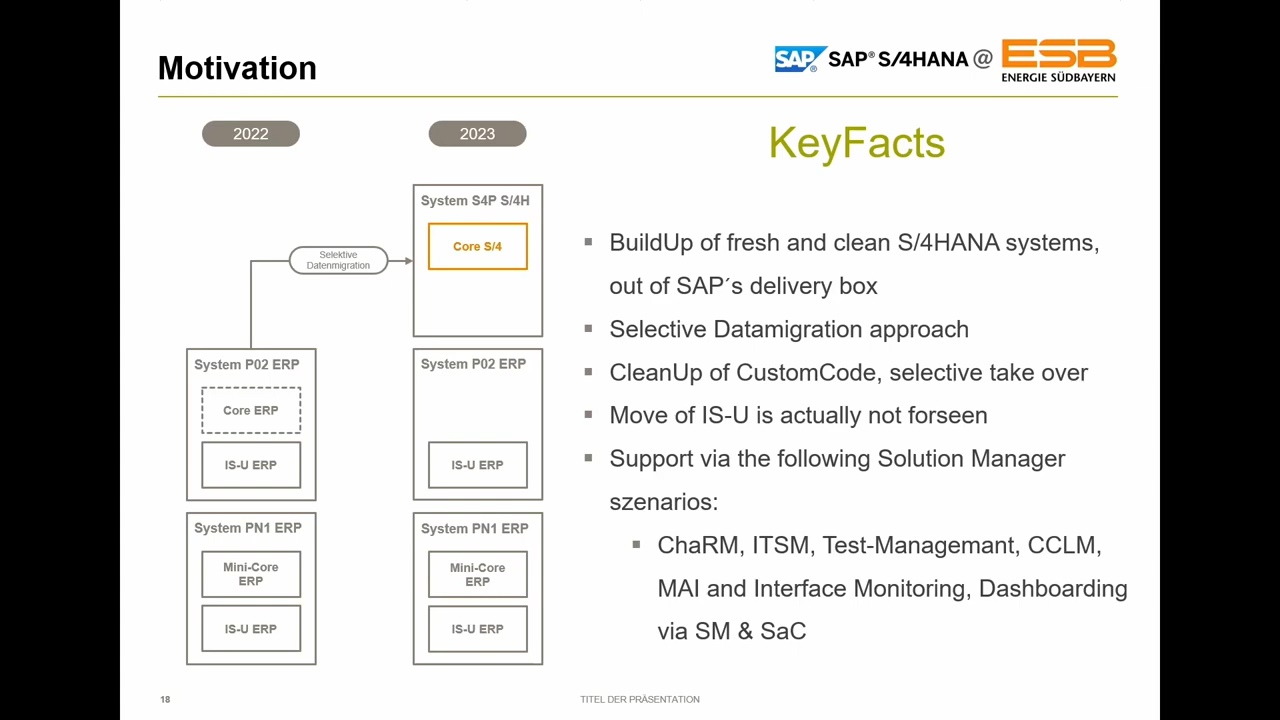 Motivation
SAP® SAP® S/4HANA @ ESB
ENERGIE SÜDBAYERN
2022
2023
KeyFacts
System S4P S/4H
Core S/4
Selektive
Datenmigration
System P02 ERP
Core ERP
IS-U ERP
System P02 ERP
IS-U ERP
System PN1 ERP
Mini-Core
ERP
IS-U ERP
System PN1 ERP
Mini-Core
ERP
IS-U ERP
▪ BuildUp of fresh and clean S/4HANA systems,
out of SAP´s delivery box
▪ Selective Datamigration approach
▪ CleanUp of CustomCode, selective take over
▪ Move of IS-U is actually not forseen
▪ Support via the following Solution Manager
szenarios:
▪ ChaRM, ITSM, Test-Managemant, CCLM,
MAI and Interface Monitoring, Dashboarding
via SM & SaC
18
TITEL DER PRÄSENTATION